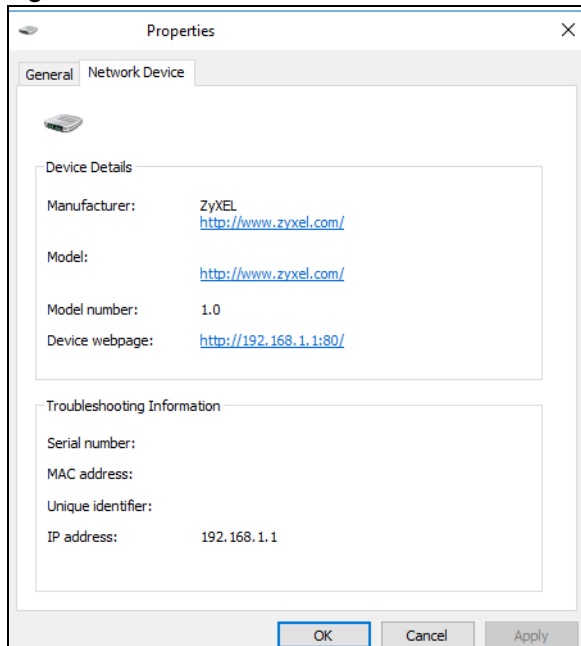 Properties
General Network Device
Device Details
Manufacturer: ZyXEL
http://www.zyxel.com/
Model:
http://www.zyxel.com/
Model number: 1.0
Device webpage: http://192.168.1.1:80/
Troubleshooting Information
Serial number:
MAC address:
Unique identifier:
IP address: 192.168.1.1
OK Cancel Apply